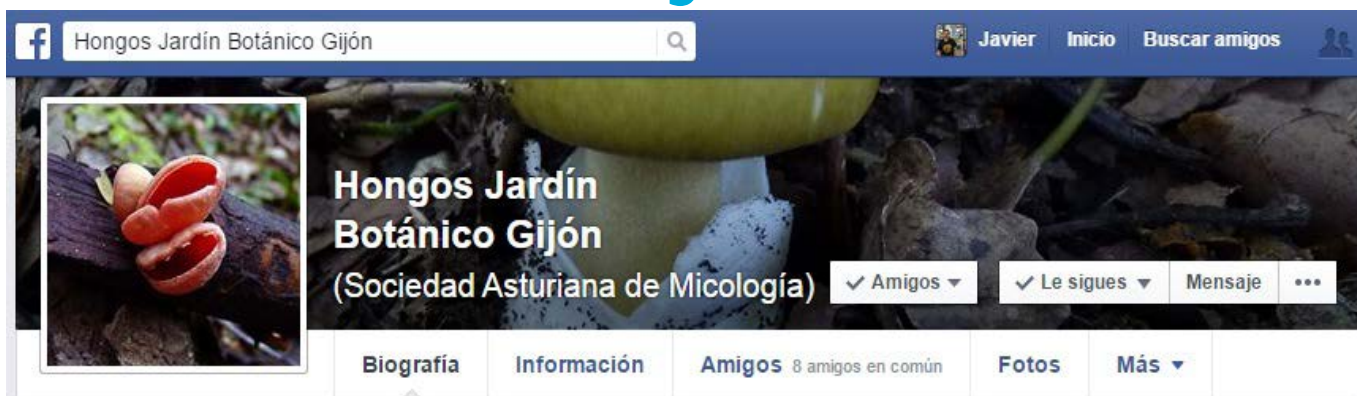 Hongos Jardín Botánico Gijón
Javier Inicio Buscar amigos
Hongos Jardín
Botánico Gijón
(Sociedad Asturiana de Micología)
Amigos
Le sigues
Mensaje
Biografía Información Amigos 8 amigos en común Fotos Más